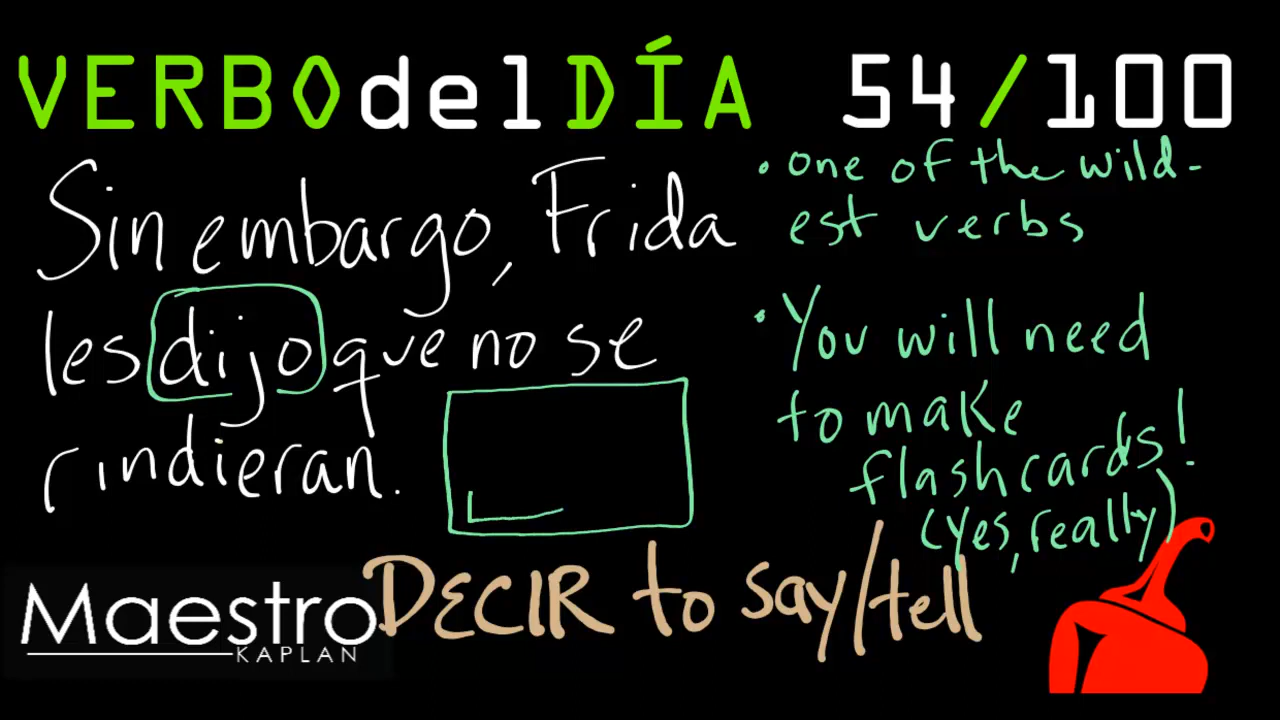 VERBOdelDÍA 54/100
Sin embargo, Frida
les dijo que no se
rindieran.
• one of the wild-
est verbs
• You will need
to make
flashcards!
(yes, really)
DECIR to say/tell
Maestro
KAPLAN